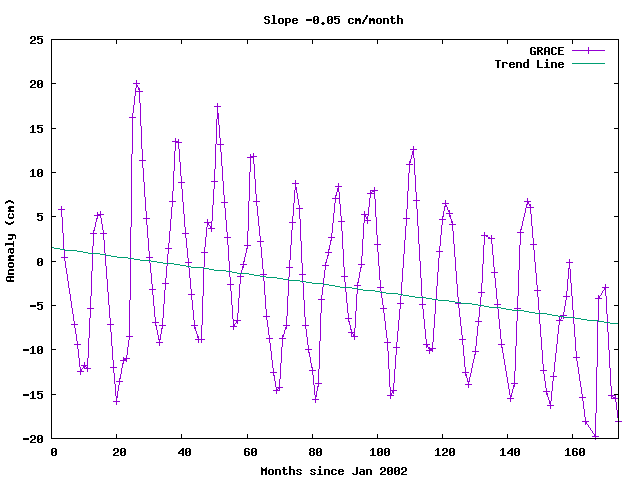 Slope -0.05 cm/month
25
20
15
10
5
0
-5
-10
-15
-20
Anomaly (cm)
GRACE
Trend Line
0 20 40 60 80 100 120 140 160
Months since Jan 2002